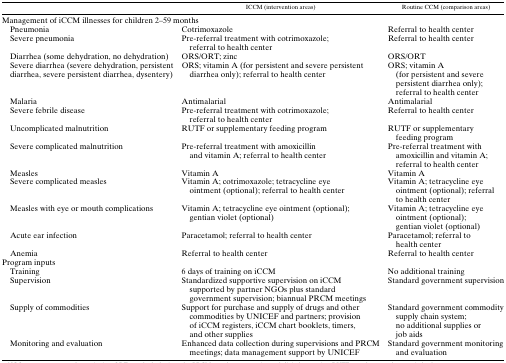 ICCM (intervention areas) Routine CCM (comparison areas)
Management of iCCM illnesses for children 2–59 months
Pneumonia Cotrimoxazole Referred to health center
Severe pneumonia Pre-referral treatment with cotrimoxazole; Referred to health center
referral to health center
Diarrhea (some dehydration, no dehydration) ORS/ORT; zinc ORS/ORT
Severe diarrhea (severe dehydration, persistent ORS; vitamin A (for persistent and severe persistent ORS; vitamin A
diarrhea, severe persistent diarrhea, dysentery) diarrhea only); referral to health center (for persistent and severe
persistent diarrhea only);
referral to health center
Malaria Antimalarial Antimalarial
Severe febrile disease Pre-referral treatment with cotrimoxazole; Referred to health center
referral to health center
Uncomplicated malnutrition RUTF or supplementary feeding program RUTF or supplementary
feeding program
Severe complicated malnutrition Pre-referral treatment with amoxicillin Pre-referral treatment with
and vitamin A; referral to health center amoxicillin and vitamin A;
referral to health center
Measles Vitamin A Vitamin A
Severe complicated measles Vitamin A; cotrimoxazole; tetracycline eye Vitamin A; tetracycline eye
ointment (optional); referral to health center ointment (optional); referral
to health center
Measles with eye or mouth complications Vitamin A; tetracycline eye ointment (optional); Vitamin A; tetracycline eye
gentian violet (optional) ointment (optional);
gentian violet (optional)
Acute ear infection Paracetamol; referral to health center Paracetamol; referral to
health center
Anemia Referral to health center Referral to health center
Program inputs
Training 6 days of training on iCCM No additional training
Supervision Standardized supportive supervision on iCCM Standard government supervision
supported by partner NGOs plus standard
government supervision; biannual PRCM meetings
Supply of commodities Support for purchase and supply of drugs and other Standard government commodity
commodities by UNICEF and partners; provision supply chain system;
of iCCM registers, iCCM chart booklets, timers, no additional supplies or
and other supplies job aids
Monitoring and evaluation Enhanced data collection during supervisions and PRCM Standard government monitoring
meetings; data management support by UNICEF and evaluation